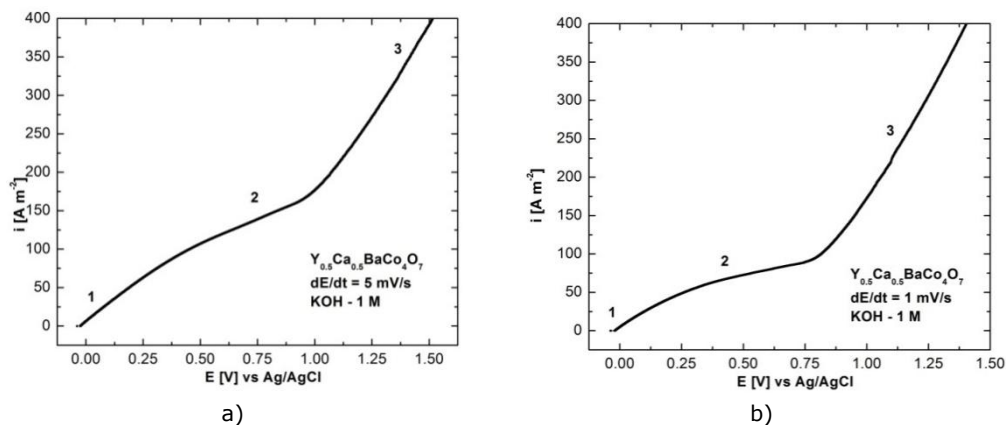 400
350
300
250
200
150
100
50
0
i [A m⁻²]
1
2
3
Y₀.₅Ca₀.₅BaCo₄O₇
dE/dt = 5 mV/s
KOH - 1 M
0.00 0.25 0.50 0.75 1.00 1.25 1.50
E [V] vs Ag/AgCl
a)
400
350
300
250
200
150
100
50
0
i [A m⁻²]
1
2
3
Y₀.₅Ca₀.₅BaCo₄O₇
dE/dt = 1 mV/s
KOH - 1 M
0.00 0.25 0.50 0.75 1.00 1.25 1.50
E [V] vs Ag/AgCl
b)